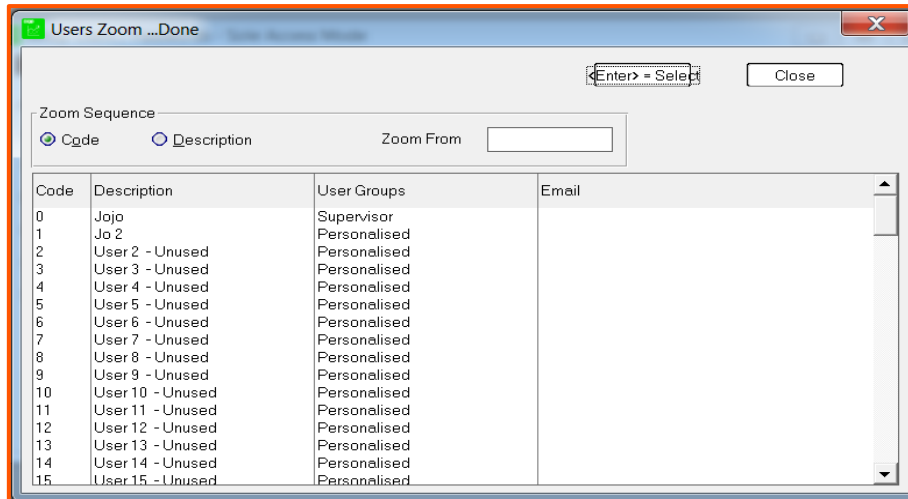 Users Zoom ...Done
X
<Enter> = Select Close
Zoom Sequence
Code Description Zoom From
Code Description User Groups Email
0 Jojo Supervisor
1 Jo 2 Personalised
2 User 2 - Unused Personalised
3 User 3 - Unused Personalised
4 User 4 - Unused Personalised
5 User 5 - Unused Personalised
6 User 6 - Unused Personalised
7 User 7 - Unused Personalised
8 User 8 - Unused Personalised
9 User 9 - Unused Personalised
10 User 10 - Unused Personalised
11 User 11 - Unused Personalised
12 User 12 - Unused Personalised
13 User 13 - Unused Personalised
14 User 14 - Unused Personalised
15 User 15 - Unused Personalised